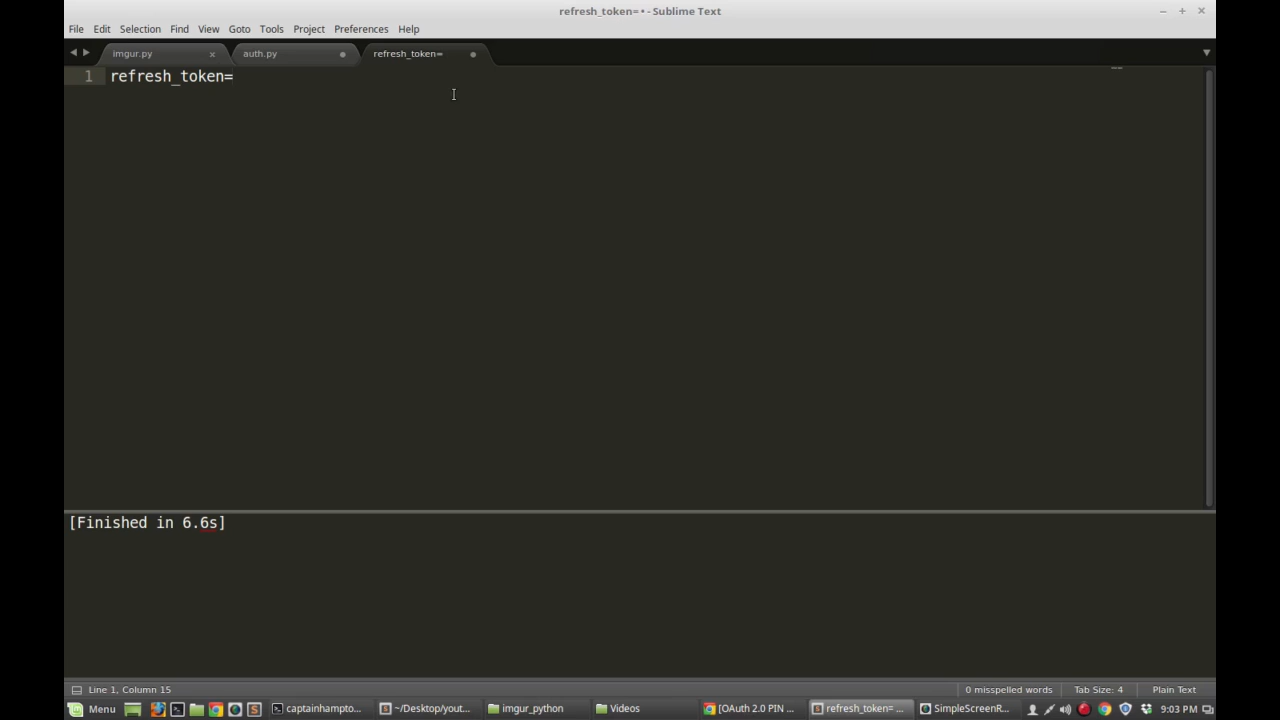 refresh_token= • - Sublime Text
File Edit Selection Find View Goto Tools Project Preferences Help
imgur.py auth.py refresh_token=
1 refresh_token=
[Finished in 6.6s]
Line 1, Column 15 0 misspelled words Tab Size: 4 Plain Text
Menu captainhampto... ~/Desktop/yout... imgur_python Videos [OAuth 2.0 PIN ... refresh_token= ... SimpleScreenR... 9:03 PM